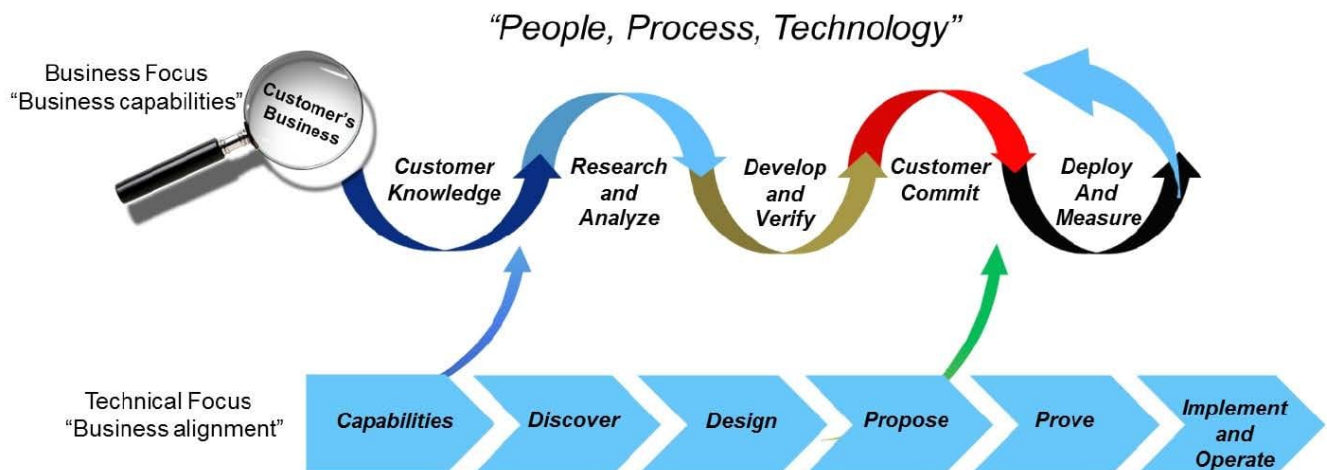 “People, Process, Technology”
Business Focus
“Business capabilities”
Customer's
Business
Customer
Knowledge
Research
and
Analyze
Develop
and
Verify
Customer
Commit
Deploy
And
Measure
Technical Focus
“Business alignment”
Capabilities
Discover
Design
Propose
Prove
Implement
and
Operate